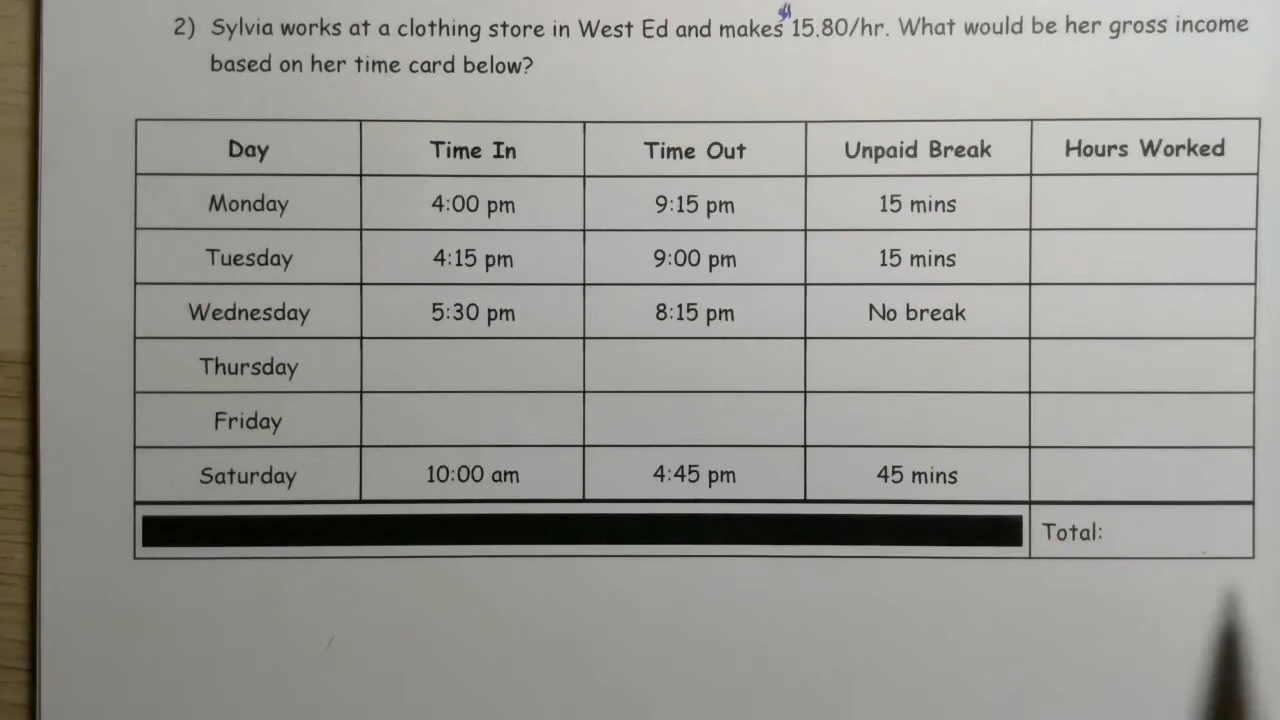 2) Sylvia works at a clothing store in West Ed and makes $15.80/hr. What would be her gross income
based on her time card below?
Day Time In Time Out Unpaid Break Hours Worked
Monday 4:00 pm 9:15 pm 15 mins
Tuesday 4:15 pm 9:00 pm 15 mins
Wednesday 5:30 pm 8:15 pm No break
Thursday
Friday
Saturday 10:00 am 4:45 pm 45 mins
Total: